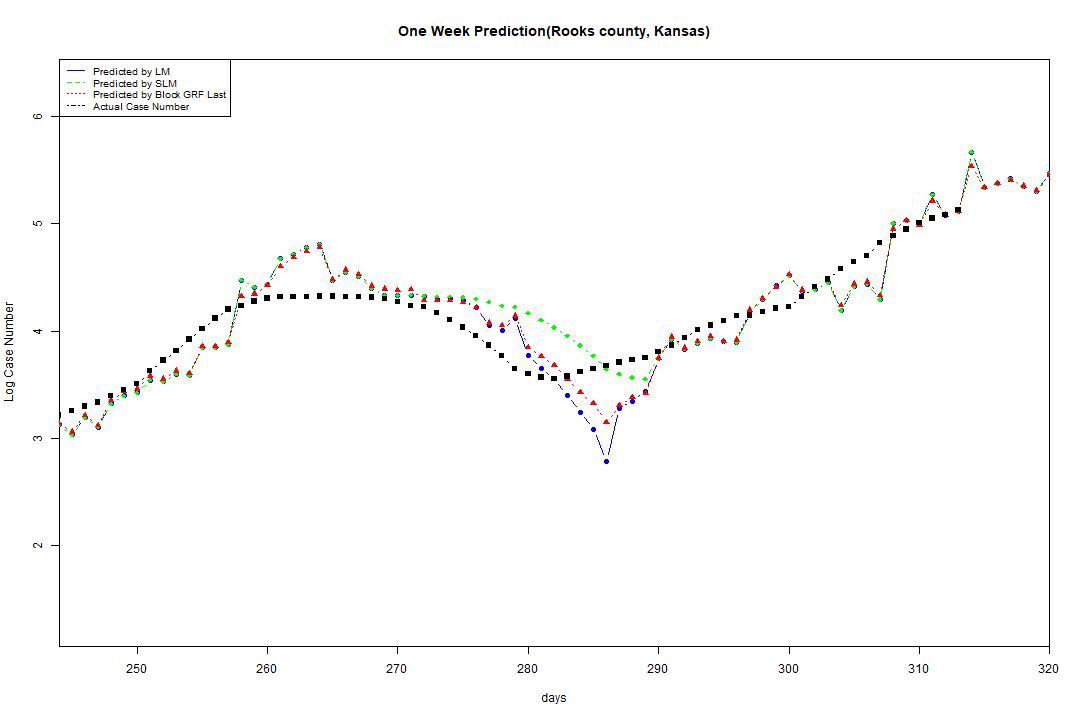 One Week Prediction(Rooks county, Kansas)
Predicted by LM
Predicted by SLM
Predicted by Block GRF Last
Actual Case Number
6
5
4
3
2
Log Case Number
250 260 270 280 290 300 310 320
days